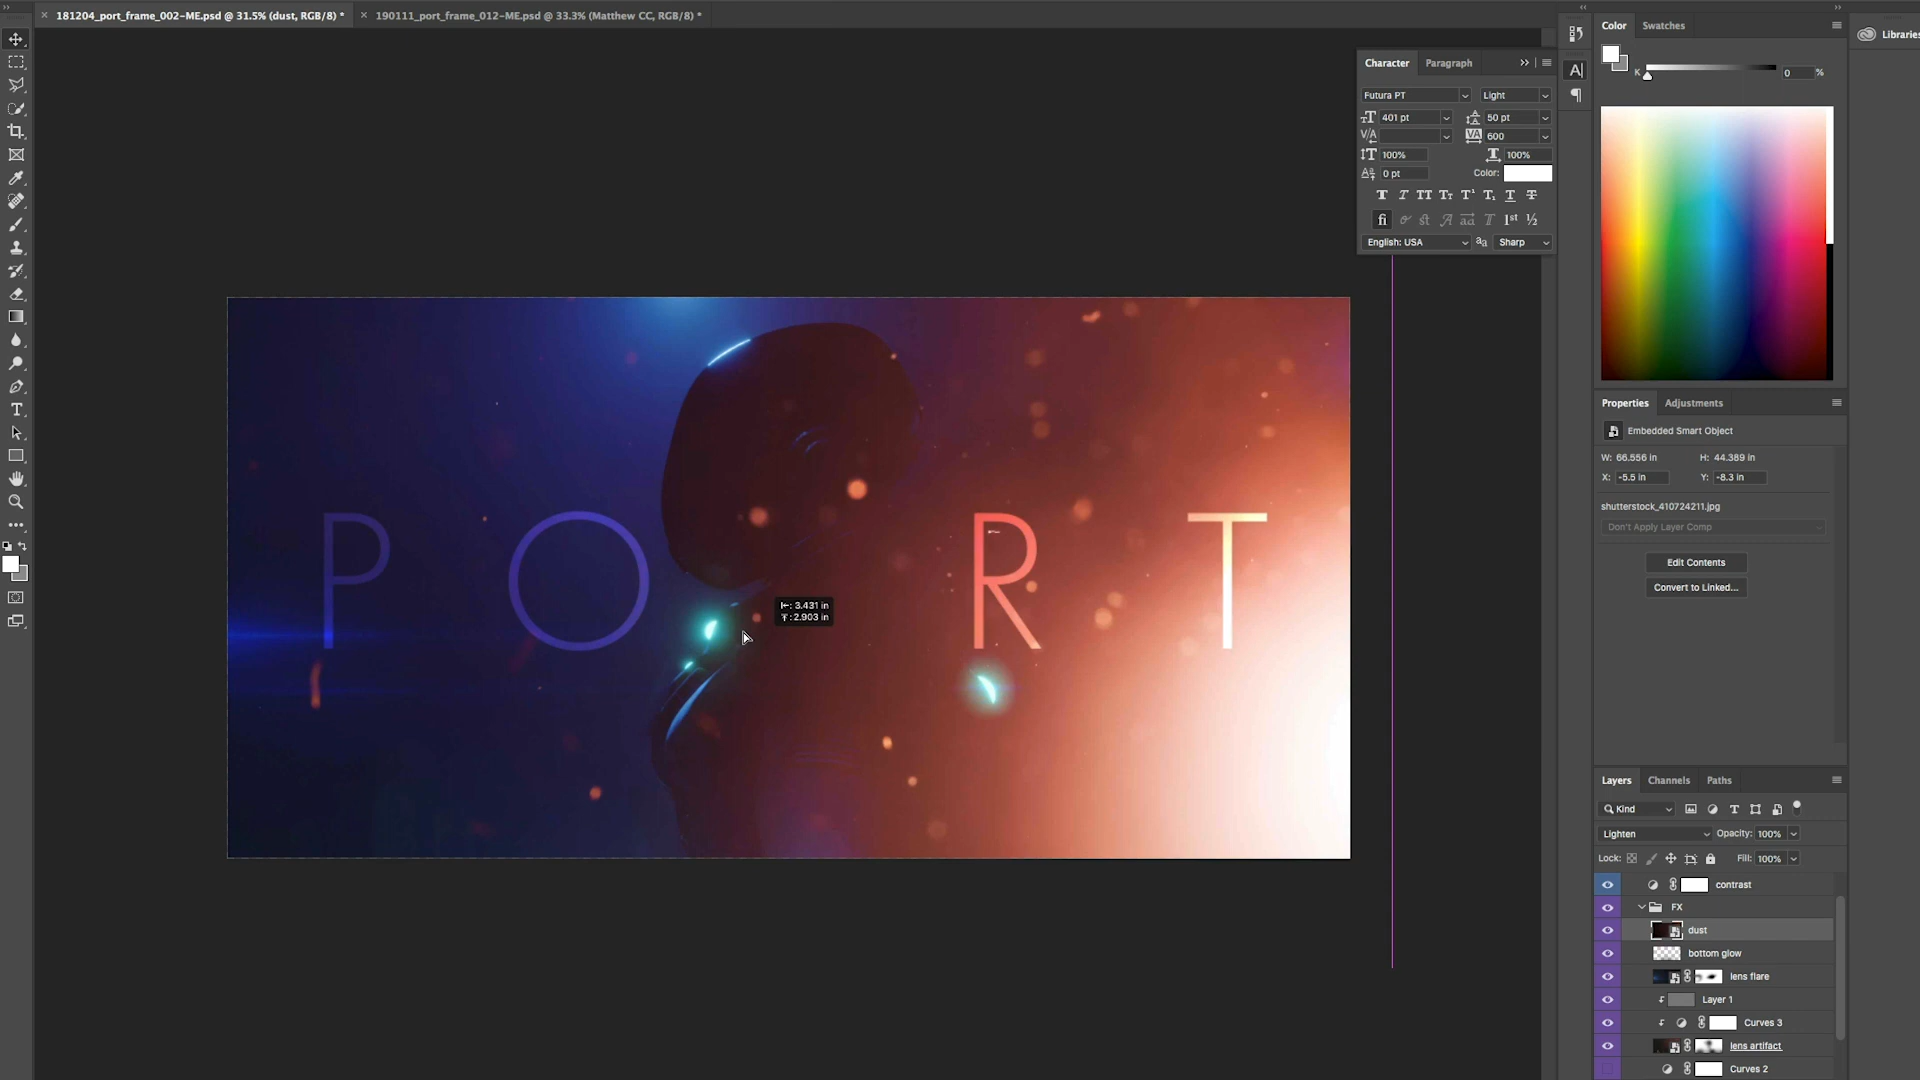 181204_port_frame_002-ME.psd @ 31.5% (dust, RGB/8) *
190111_port_frame_012-ME.psd @ 33.3% (Matthew CC, RGB/8) *
Color
Swatches
Libraries
K
0
%
Character
Paragraph
Futura PT
Light
401 pt
50 pt
600
100%
100%
0 pt
Color:
English: USA
Sharp
PORT
3.431 in
2.903 in
Properties
Adjustments
Embedded Smart Object
W: 66.556 in
H: 44.389 in
X: -5.5 in
Y: -8.3 in
shutterstock_410724211.jpg
Don't Apply Layer Comp
Edit Contents
Convert to Linked...
Layers
Channels
Paths
Kind
Lighten
Opacity: 100%
Lock:
Fill: 100%
contrast
FX
dust
bottom glow
lens flare
Layer 1
Curves 3
lens artifact
Curves 2